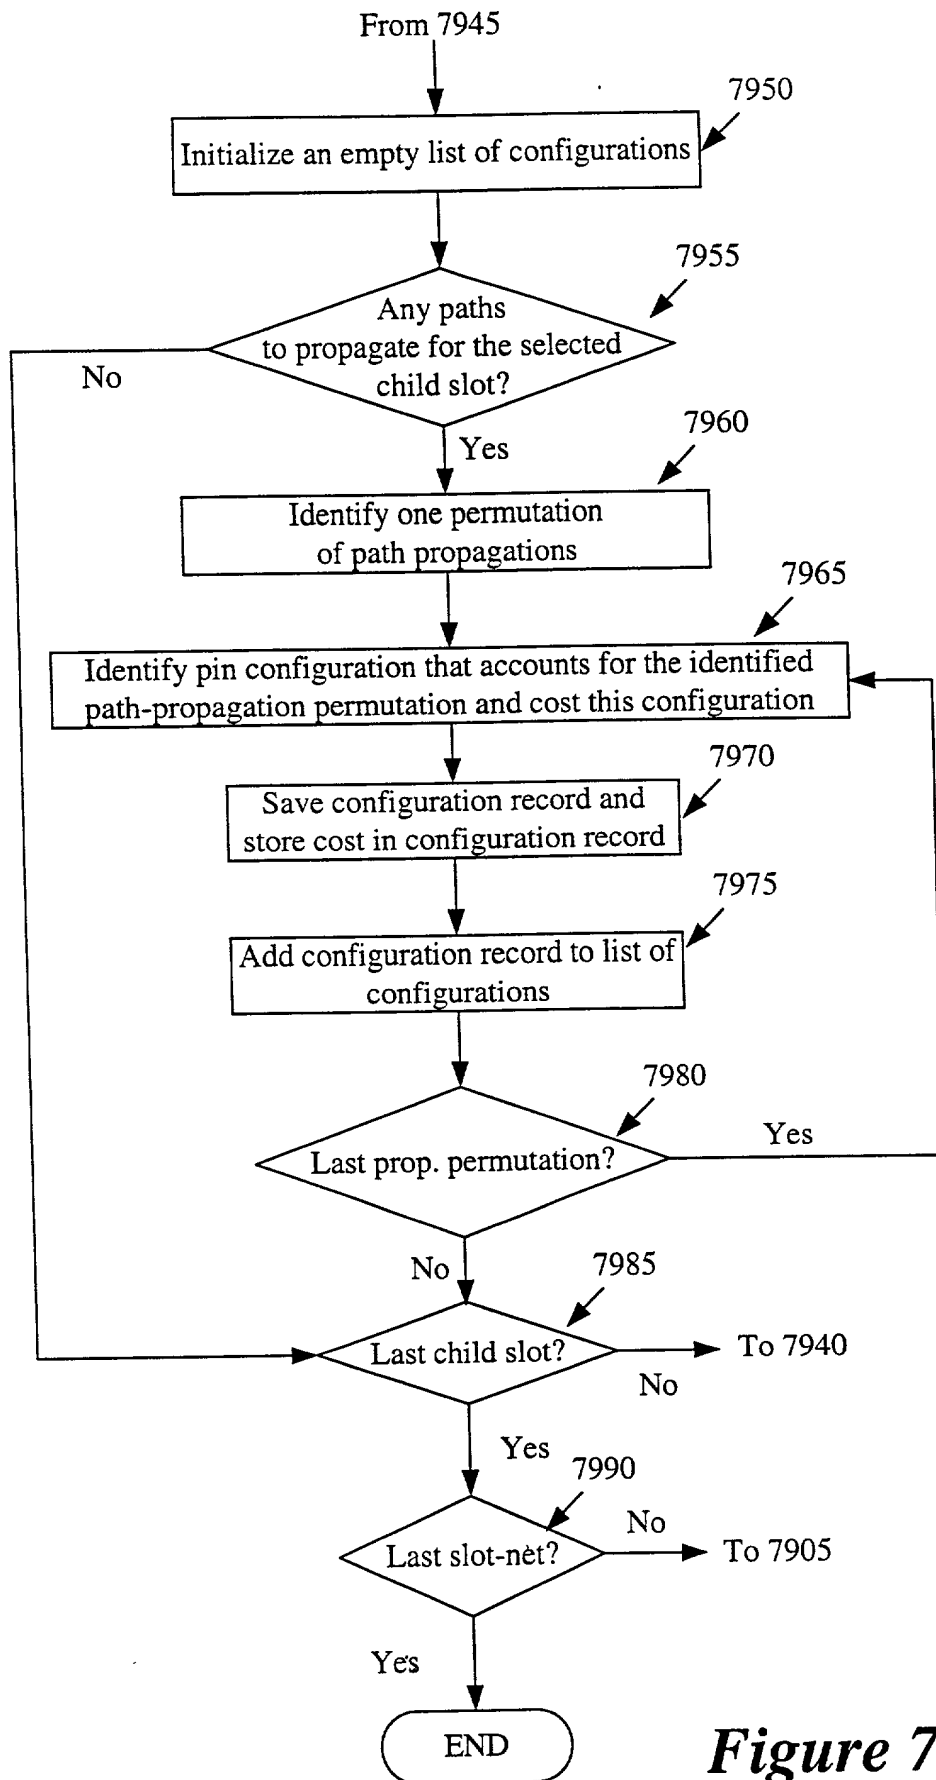 From 7945
7950
Initialize an empty list of configurations
7955
Any paths
to propagate for the selected
child slot?
No
7960
Yes
Identify one permutation
of path propagations
7965
Identify pin configuration that accounts for the identified
path-propagation permutation and cost this configuration
7970
Save configuration record and
store cost in configuration record
7975
Add configuration record to list of
configurations
7980
Last prop. permutation?
Yes
No
7985
Last child slot?
To 7940
No
Yes
7990
Last slot-net?
No
To 7905
Yes
END
Figure 7